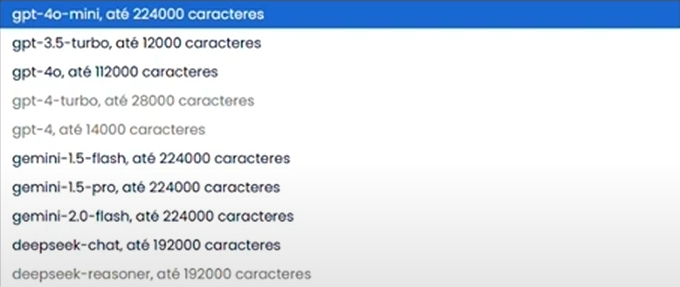 gpt-4o-mini, até 224000 caracteres
gpt-3.5-turbo, até 12000 caracteres
gpt-4o, até 112000 caracteres
gpt-4-turbo, até 28000 caracteres
gpt-4, até 14000 caracteres
gemini-1.5-flash, até 224000 caracteres
gemini-1.5-pro, até 224000 caracteres
gemini-2.0-flash, até 224000 caracteres
deepseek-chat, até 192000 caracteres
deepseek-reasoner, até 192000 caracteres